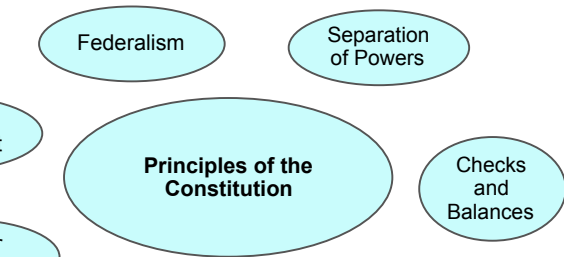 Federalism
Separation
of Powers
Principles of the
Constitution
Checks
and
Balances